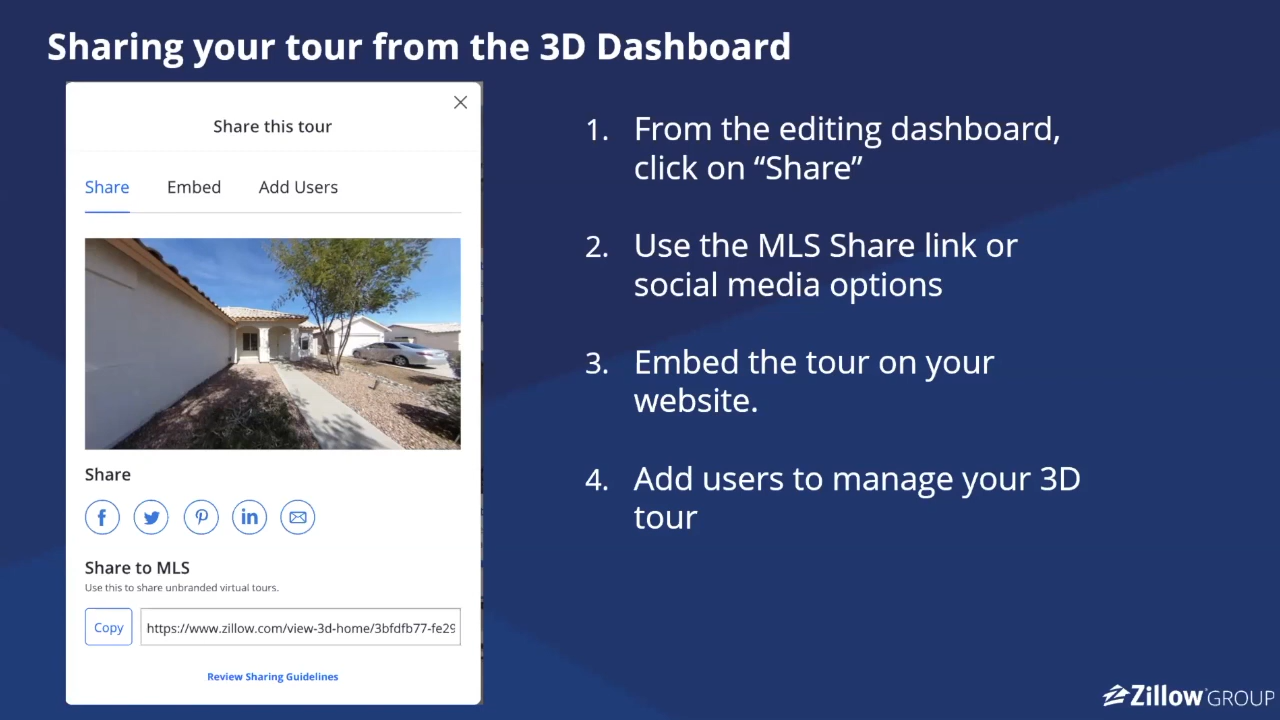 Sharing your tour from the 3D Dashboard
Share this tour
Share Embed Add Users
Share
Share to MLS
Use this to share unbranded virtual tours.
Copy https://www.zillow.com/view-3d-home/3bfdfb77-fe29
Review Sharing Guidelines
1. From the editing dashboard,
click on “Share”
2. Use the MLS Share link or
social media options
3. Embed the tour on your
website.
4. Add users to manage your 3D
tour
Zillow GROUP